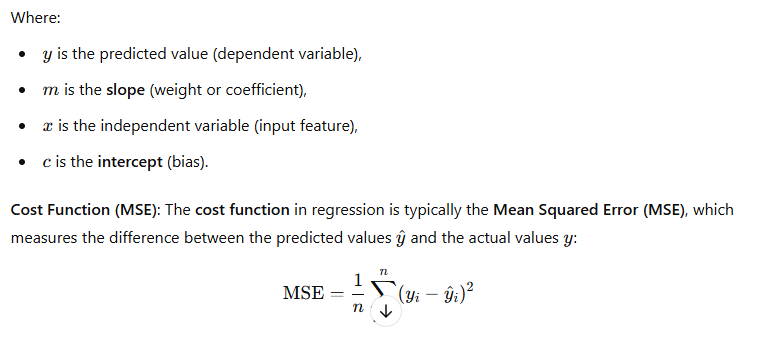 Where:
• y is the predicted value (dependent variable),
• m is the slope (weight or coefficient),
• x is the independent variable (input feature),
• c is the intercept (bias).
Cost Function (MSE): The cost function in regression is typically the Mean Squared Error (MSE), which
measures the difference between the predicted values ŷ and the actual values y:
MSE = 1/n ∑ⁿ (yᵢ − ŷᵢ)²